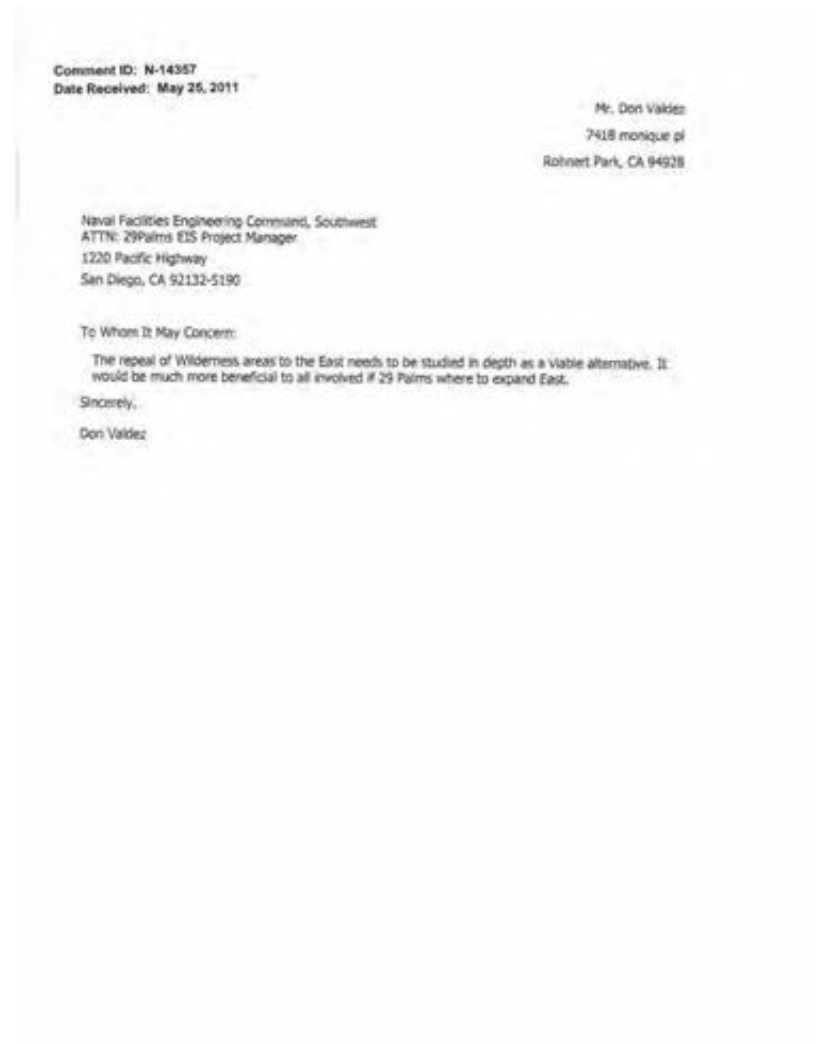 Comment ID: N-14357
Date Received: May 25, 2011
Mr. Don Valdez
7418 monique pl
Rohnert Park, CA 94928
Naval Facilities Engineering Command, Southwest
ATTN: 29Palms EIS Project Manager
1220 Pacific Highway
San Diego, CA 92132-5190
To Whom It May Concern:
The repeal of Wilderness areas to the East needs to be studied in depth as a viable alternative. It
would be much more beneficial to all involved if 29 Palms where to expand East.
Sincerely,
Don Valdez